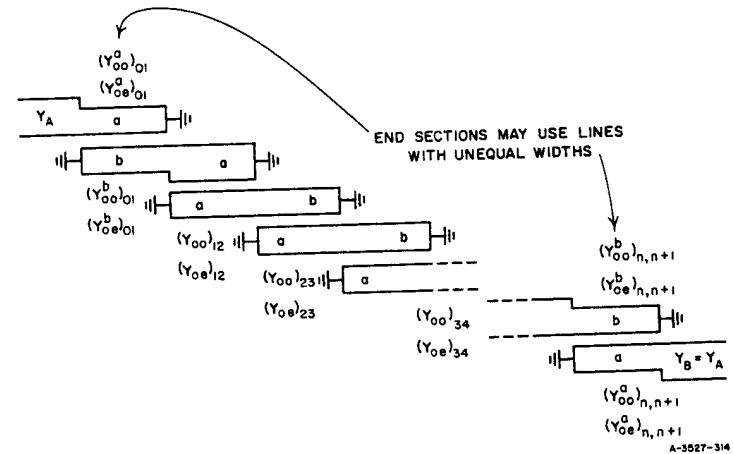 (Y^a_oo)_01
(Y^a_oe)_01
Y_A
a
END SECTIONS MAY USE LINES
WITH UNEQUAL WIDTHS
b a
(Y^b_oo)_01
(Y^b_oe)_01
a b
(Y_oo)_12
(Y_oe)_12
a b
(Y_oo)_23
(Y_oe)_23
a
(Y_oo)_34
(Y_oe)_34
(Y^b_oo)_n,n+1
(Y^b_oe)_n,n+1
b
a Y_B = Y_A
(Y^a_oo)_n,n+1
(Y^a_oe)_n,n+1
A-3527-314